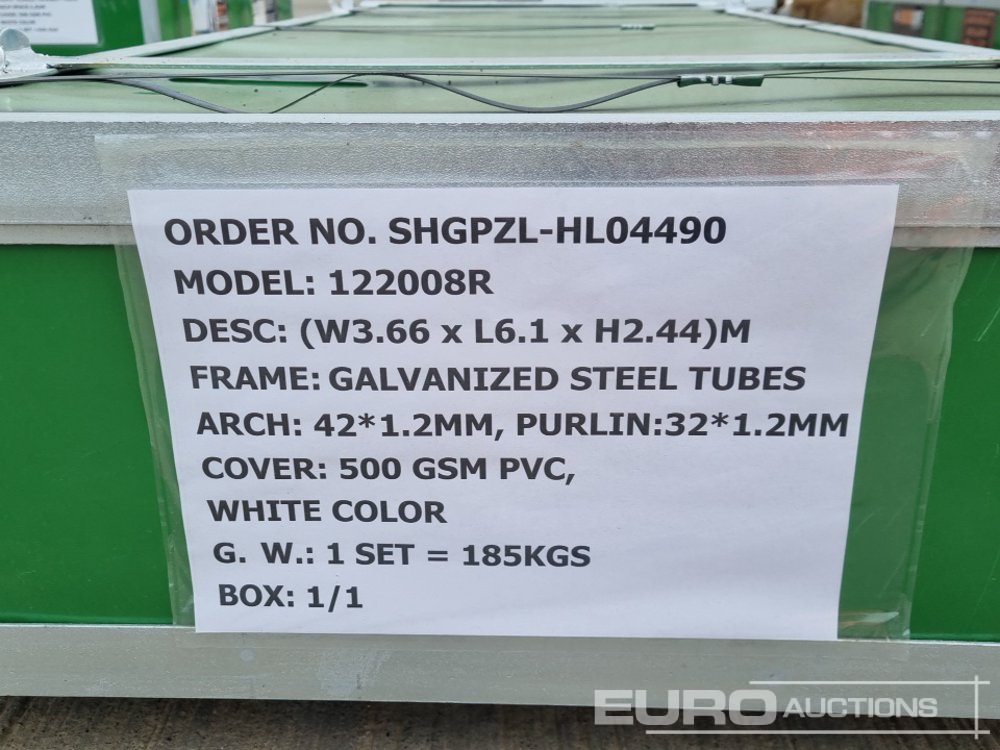 ORDER NO. SHGPZL-HL04490
MODEL: 122008R
DESC: (W3.66 x L6.1 x H2.44)M
FRAME: GALVANIZED STEEL TUBES
ARCH: 42*1.2MM, PURLIN:32*1.2MM
COVER: 500 GSM PVC,
WHITE COLOR
G. W.: 1 SET = 185KGS
BOX: 1/1
EURO AUCTIONS